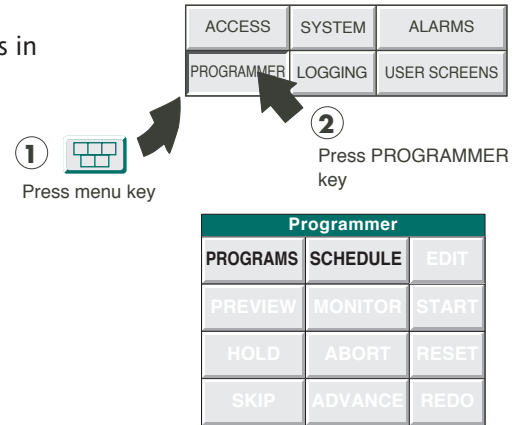 s in
ACCESS SYSTEM ALARMS
PROGRAMMER LOGGING USER SCREENS
1
Press menu key
2
Press PROGRAMMER
key
Programmer
PROGRAMS SCHEDULE EDIT
PREVIEW MONITOR START
HOLD ABORT RESET
SKIP ADVANCE REDO